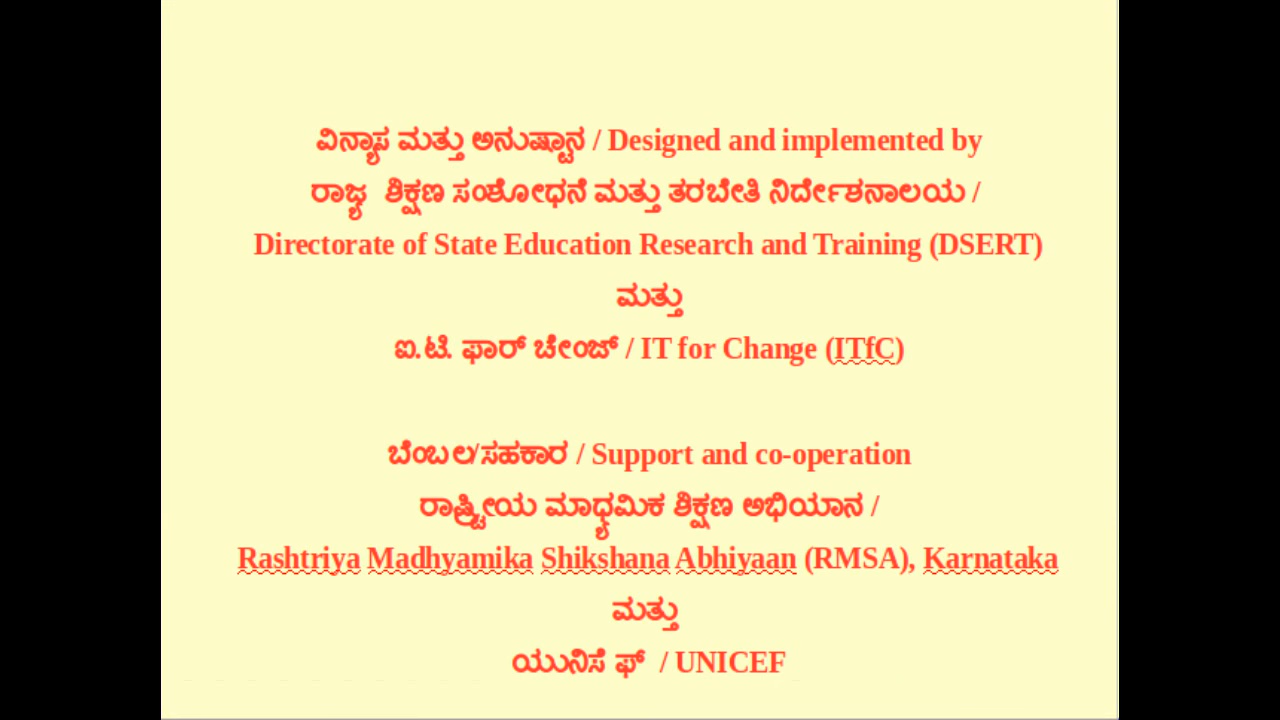 ವಿನ್ಯಾಸ ಮತ್ತು ಅನುಷ್ಟಾನ / Designed and implemented by
ರಾಜ್ಯ ಶಿಕ್ಷಣ ಸಂಶೋಧನೆ ಮತ್ತು ತರಬೇತಿ ನಿರ್ದೇಶನಾಲಯ /
Directorate of State Education Research and Training (DSERT)
ಮತ್ತು
ಐ.ಟಿ. ಫಾರ್ ಚೇಂಜ್ / IT for Change (ITfC)
ಬೆಂಬಲ/ಸಹಕಾರ / Support and co-operation
ರಾಷ್ಟ್ರೀಯ ಮಾಧ್ಯಮಿಕ ಶಿಕ್ಷಣ ಅಭಿಯಾನ /
Rashtriya Madhyamika Shikshana Abhiyaan (RMSA), Karnataka
ಮತ್ತು
ಯುನಿಸೆಫ್ / UNICEF